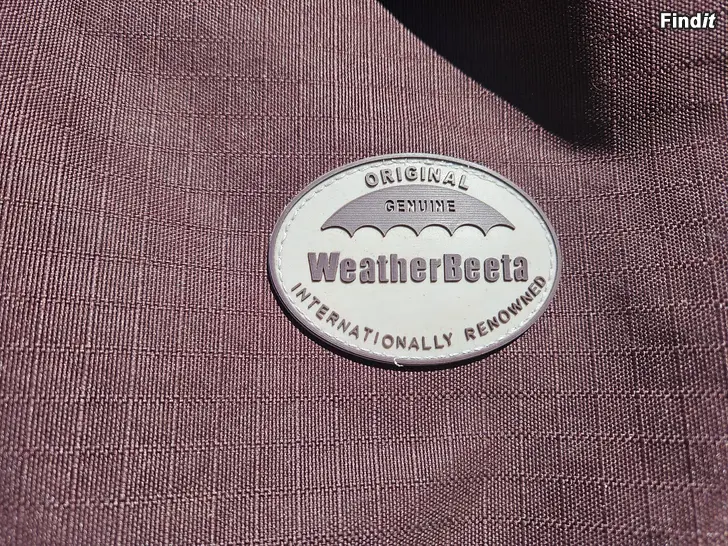 Findit
ORIGINAL
GENUINE
WeatherBeeta
INTERNATIONALLY RENOWNED